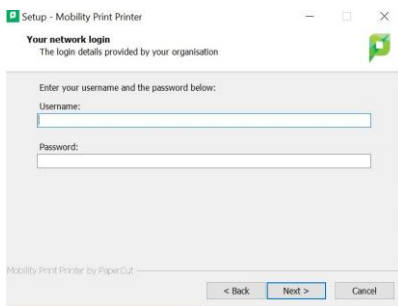 Setup - Mobility Print Printer
Your network login
The login details provided by your organisation
Enter your username and the password below:
Username:
Password:
Mobility Print Printer by PaperCut
< Back Next > Cancel